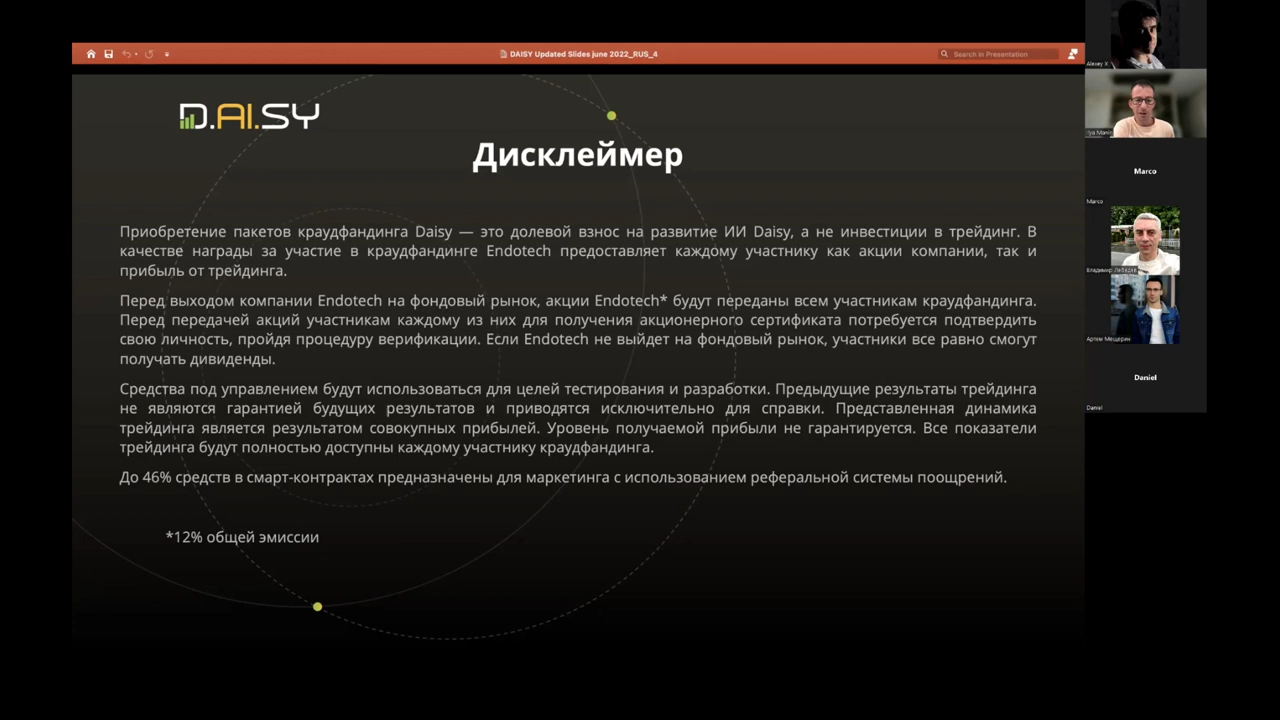 DAISY Updated Slides june 2022_RUS_4
Search in Presentation
D.AI.SY
Дисклеймер
Приобретение пакетов краудфандинга Daisy — это долевой взнос на развитие ИИ Daisy, а не инвестиции в трейдинг. В
качестве награды за участие в краудфандинге Endotech предоставляет каждому участнику как акции компании, так и
прибыль от трейдинга.
Перед выходом компании Endotech на фондовый рынок, акции Endotech* будут переданы всем участникам краудфандинга.
Перед передачей акций участникам каждому из них для получения акционерного сертификата потребуется подтвердить
свою личность, пройдя процедуру верификации. Если Endotech не выйдет на фондовый рынок, участники все равно смогут
получать дивиденды.
Средства под управлением будут использоваться для целей тестирования и разработки. Предыдущие результаты трейдинга
не являются гарантией будущих результатов и приводятся исключительно для справки. Представленная динамика
трейдинга является результатом совокупных прибылей. Уровень получаемой прибыли не гарантируется. Все показатели
трейдинга будут полностью доступны каждому участнику краудфандинга.
До 46% средств в смарт-контрактах предназначены для маркетинга с использованием реферальной системы поощрений.
*12% общей эмиссии
Alexey X
Marco
Marco
Владимир Лебедев
Артем Мещерин
Daniel
Daniel